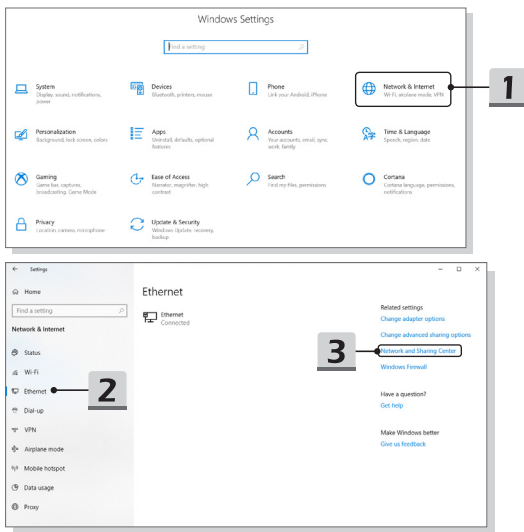 Windows Settings
Find a setting
System
Display, sound, notifications,
power
Devices
Bluetooth, printers, mouse
Phone
Link your Android, iPhone
Network & Internet
Wi-Fi, airplane mode, VPN
1
Personalization
Background, lock screen, colors
Apps
Uninstall, defaults, optional
features
Accounts
Your accounts, email, sync,
work, family
Time & Language
Speech, region, date
Gaming
Game bar, captures,
broadcasting, Game Mode
Ease of Access
Narrator, magnifier, high
contrast
Search
Find my files, permissions
Cortana
Cortana language, permissions,
notifications
Privacy
Location, camera, microphone
Update & Security
Windows Update, recovery,
backup
Settings
Home
Find a setting
Network & Internet
Status
Wi-Fi
Ethernet
2
Dial-up
VPN
Airplane mode
Mobile hotspot
Data usage
Proxy
Ethernet
Ethernet
Connected
Related settings
Change adapter options
Change advanced sharing options
3
Network and Sharing Center
Windows Firewall
Have a question?
Get help
Make Windows better
Give us feedback